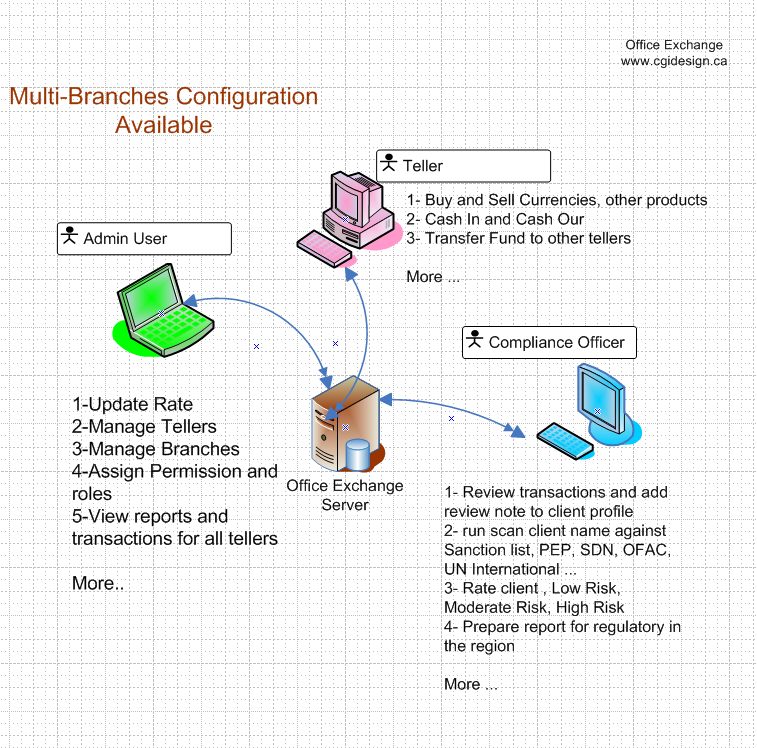 Office Exchange
www.cgidesign.ca
Multi-Branches Configuration
Available
Teller
1- Buy and Sell Currencies, other products
2- Cash In and Cash Our
3- Transfer Fund to other tellers
More ...
Admin User
1-Update Rate
2-Manage Tellers
3-Manage Branches
4-Assign Permission and
roles
5-View reports and
transactions for all tellers
More..
Office Exchange
Server
Compliance Officer
1- Review transactions and add
review note to client profile
2- run scan client name against
Sanction list, PEP, SDN, OFAC,
UN International ...
3- Rate client , Low Risk,
Moderate Risk, High Risk
4- Prepare report for regulatory in
the region
More ...